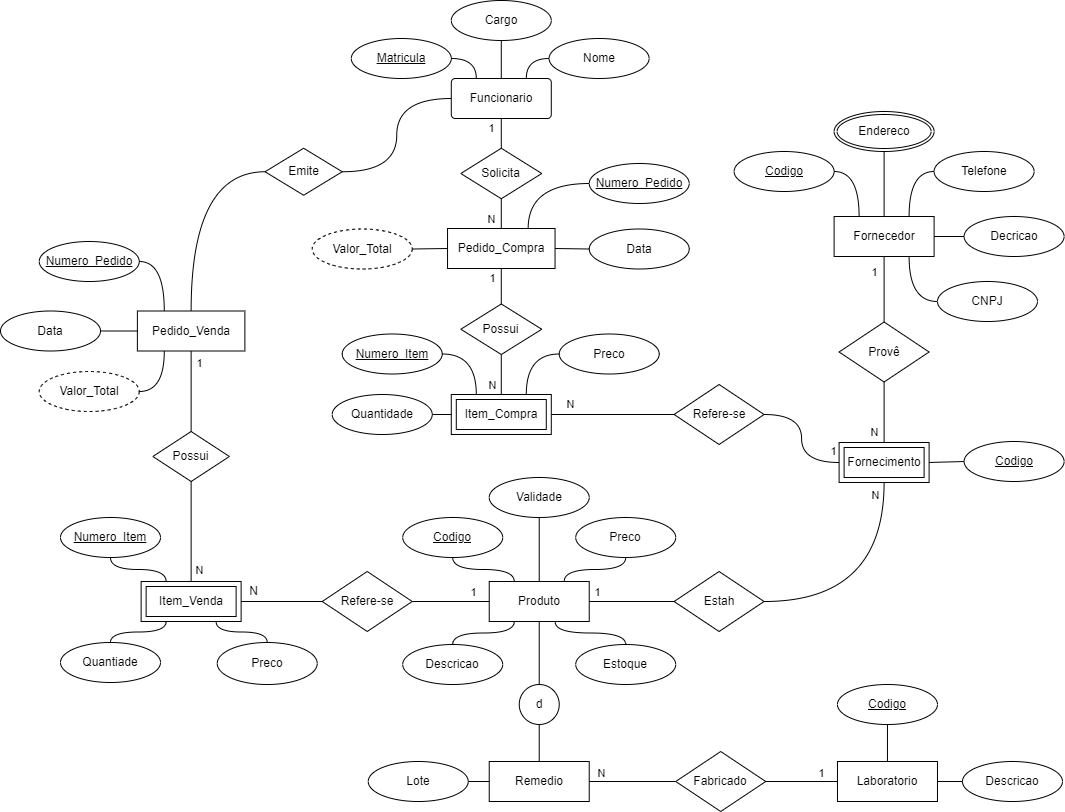 Cargo
Matricula
Nome
Funcionario
1
Emite
Solicita
N
Numero_Pedido
Valor_Total
Pedido_Compra
Data
1
Endereco
Codigo
Telefone
Fornecedor
Decricao
1
CNPJ
Numero_Pedido
Data
Pedido_Venda
1
Valor_Total
Possui
Numero_Item
Preco
Provê
N
Quantidade
Item_Compra
N
Refere-se
1
N
Fornecimento
Codigo
N
Possui
N
Numero_Item
Validade
Codigo
Preco
Item_Venda
N
Refere-se
1
Produto
1
Estah
Quantiade
Preco
Descricao
Estoque
d
Codigo
Lote
Remedio
N
Fabricado
1
Laboratorio
Descricao